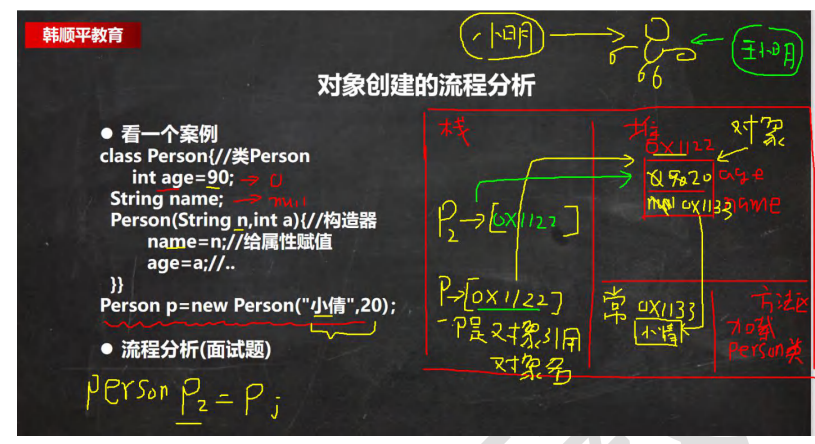 韩顺平教育
小明
王小明
对象创建的流程分析
● 看一个案例
class Person{//类Person
int age=90; → 0
String name; → null
Person(String n,int a){//构造器
name=n;//给属性赋值
age=a;//..
}}
Person p=new Person("小倩",20);
● 流程分析(面试题)
Person P2 = P;
栈
堆
对象
0x1122
90 20 age
null 0x1133 name
P2→[0x1122]
P→[0x1122]
P是对象引用
对象名
常
0x1133
小倩
方法区
加载
Person类